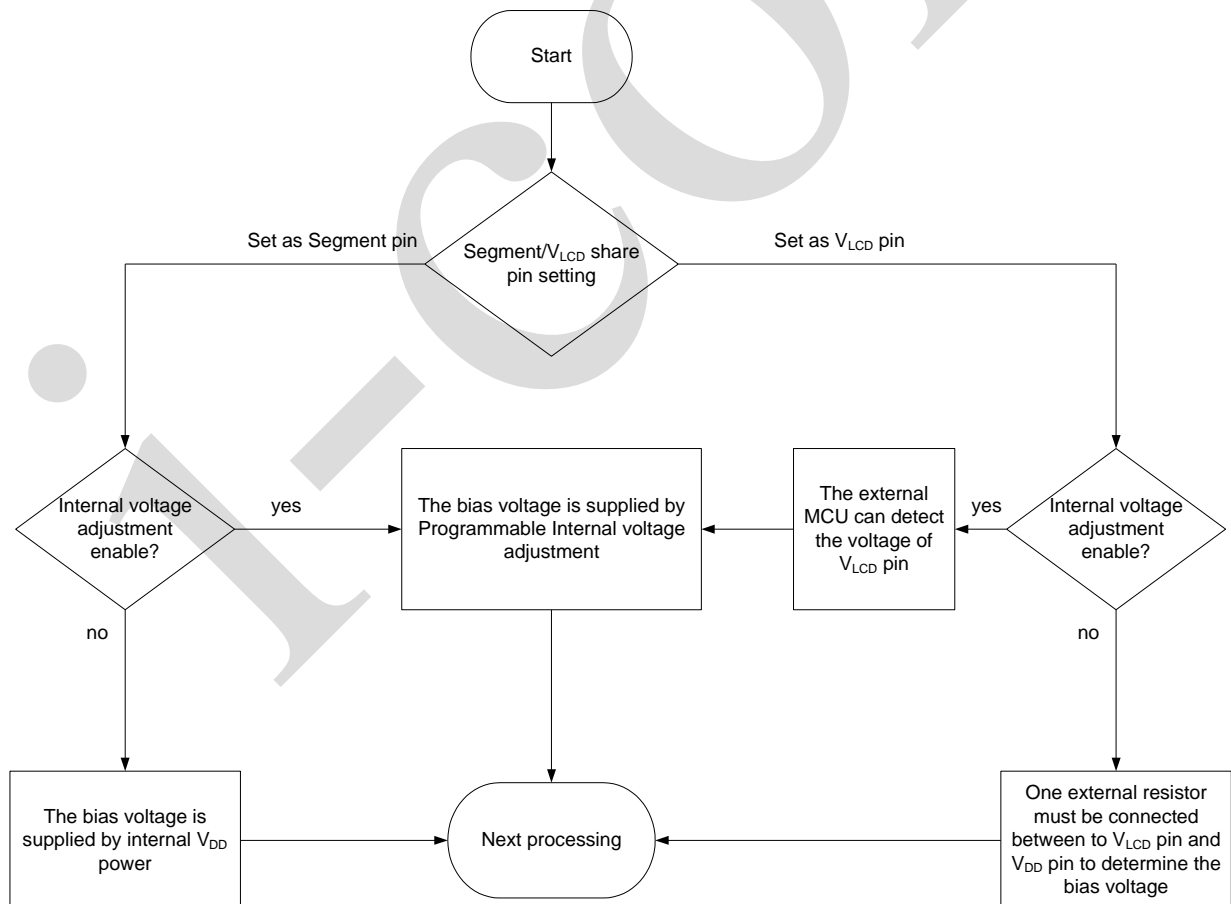 Start
Set as Segment pin
Segment/VLCD share
pin setting
Set as VLCD pin
Internal voltage
adjustment
enable?
yes
The bias voltage is supplied by
Programmable Internal voltage
adjustment
The external
MCU can detect
the voltage of
VLCD pin
yes
Internal voltage
adjustment
enable?
no
no
The bias voltage is
supplied by internal VDD
power
Next processing
One external resistor
must be connected
between to VLCD pin and
VDD pin to determine the
bias voltage